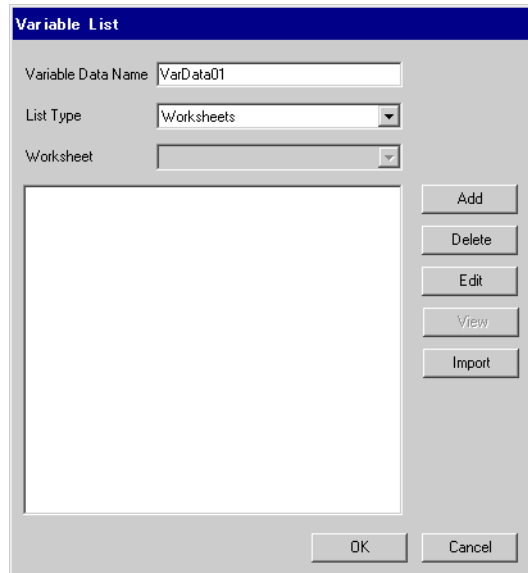 Variable List
Variable Data Name VarData01
List Type Worksheets
Worksheet
Add
Delete
Edit
View
Import
OK Cancel